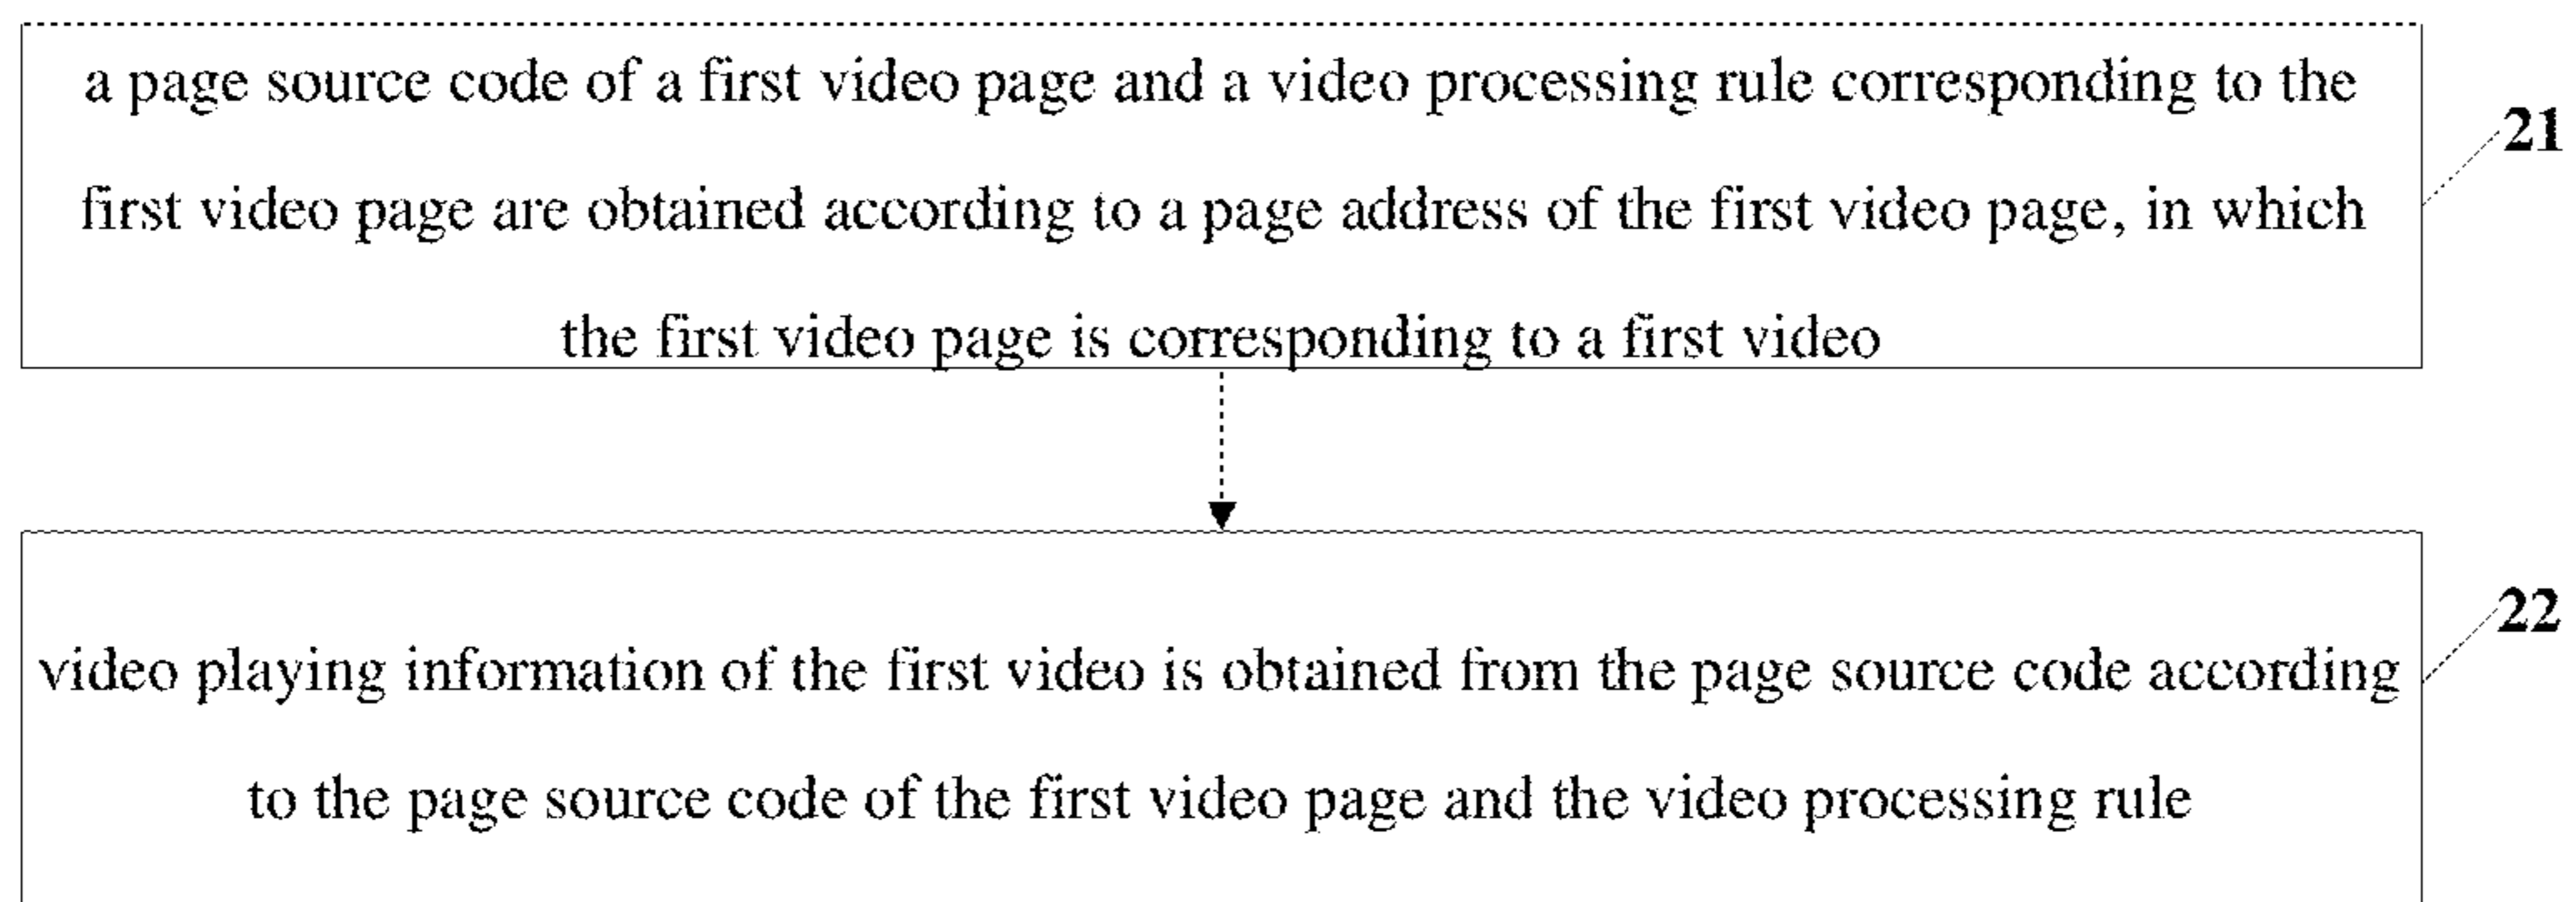 a page source code of a first video page and a video processing rule corresponding to the
21
first video page are obtained according to a page address of the first video page, in which
the first video page is corresponding to a first video
22
video playing information of the first video is obtained from the page source code according
to the page source code of the first video page and the video processing rule